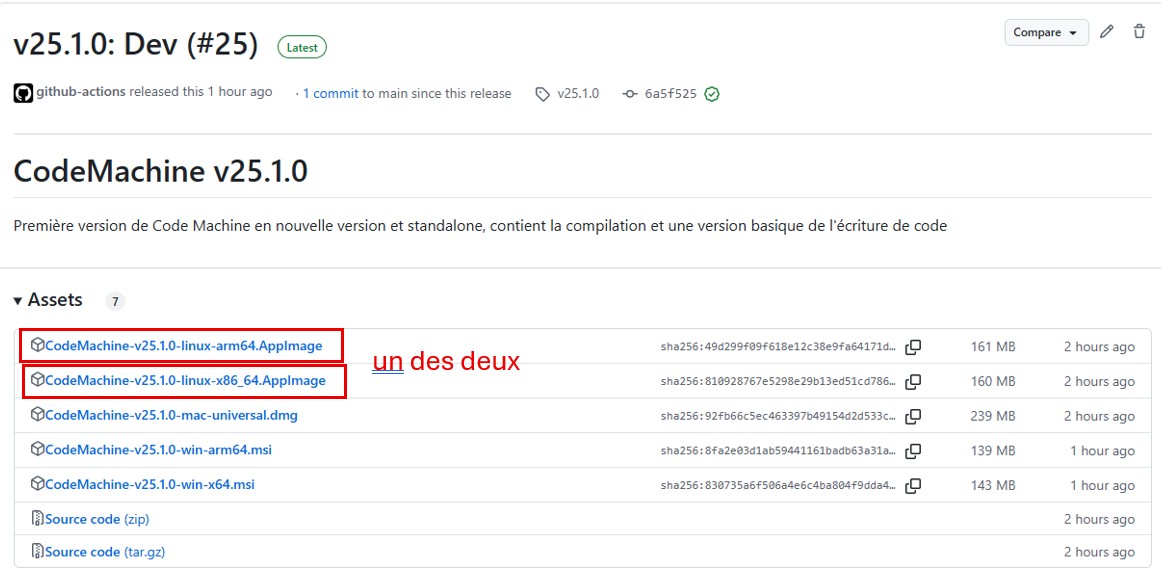 v25.1.0: Dev (#25) Latest Compare
github-actions released this 1 hour ago · 1 commit to main since this release v25.1.0 6a5f525
CodeMachine v25.1.0
Première version de Code Machine en nouvelle version et standalone, contient la compilation et une version basique de l'écriture de code
Assets 7
CodeMachine-v25.1.0-linux-arm64.AppImage sha256:49d299f09f618e12c38e9fa64171d… 161 MB 2 hours ago
un des deux
CodeMachine-v25.1.0-linux-x86_64.AppImage sha256:810928767e5298e29b13ed51cd786… 160 MB 2 hours ago
CodeMachine-v25.1.0-mac-universal.dmg sha256:92fb66c5ec463397b49154d2d533c… 239 MB 2 hours ago
CodeMachine-v25.1.0-win-arm64.msi sha256:8fa2e03d1ab59441161badb63a31a… 139 MB 1 hour ago
CodeMachine-v25.1.0-win-x64.msi sha256:830735a6f506a4e6c4ba804f9dda4… 143 MB 1 hour ago
Source code (zip) 2 hours ago
Source code (tar.gz) 2 hours ago